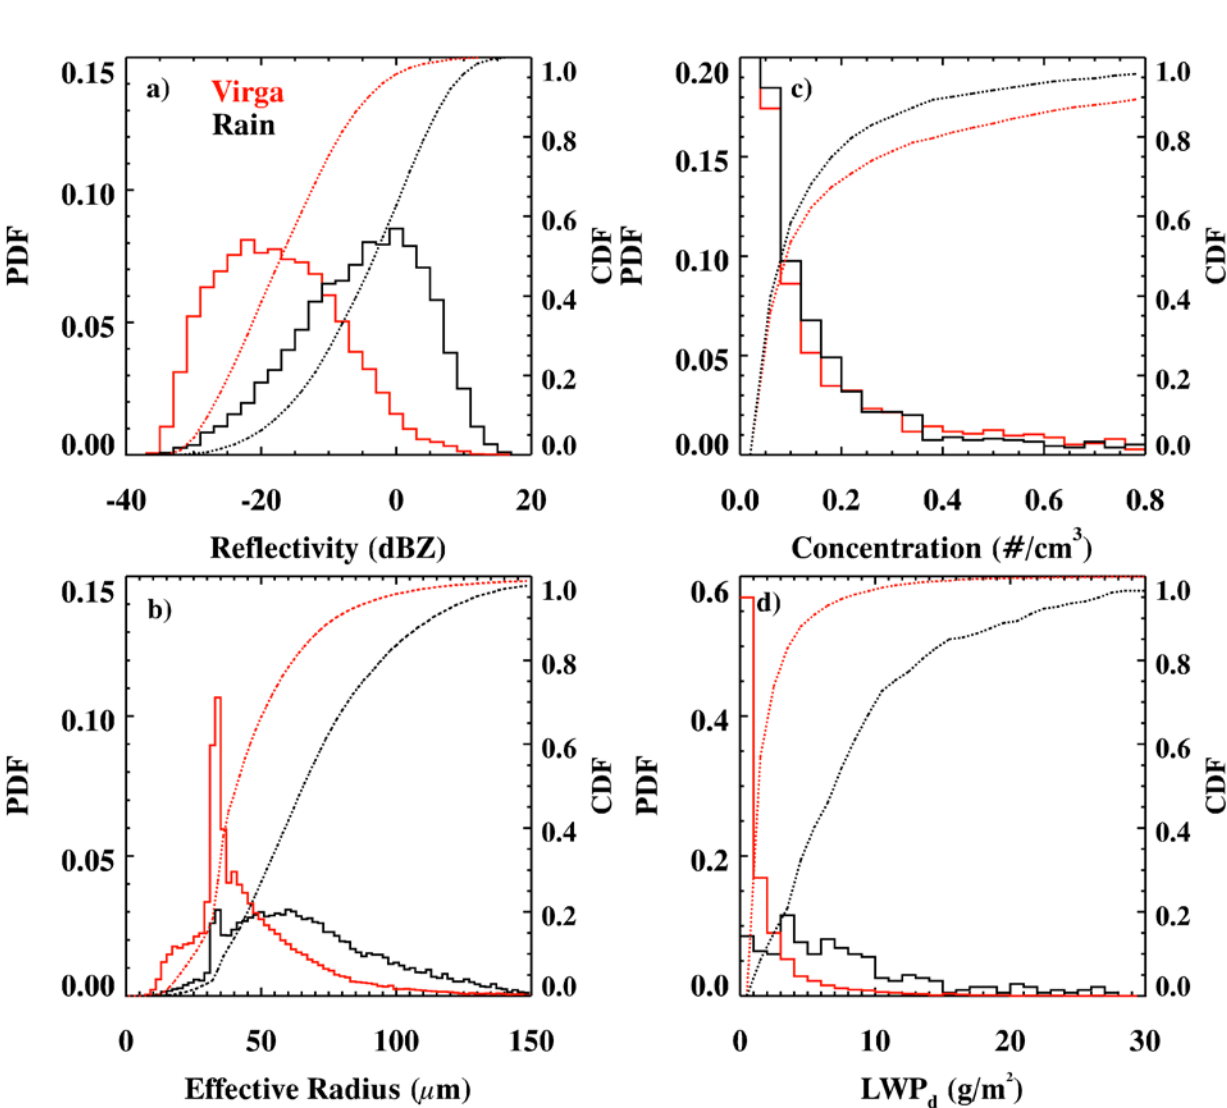 a)
Virga
Rain
PDF
0.15
0.10
0.05
0.00
1.0
0.8
0.6
0.4
0.2
0.0
CDF
-40 -20 0 20
Reflectivity (dBZ)
c)
PDF
0.20
0.15
0.10
0.05
0.00
1.0
0.8
0.6
0.4
0.2
0.0
CDF
0.0 0.2 0.4 0.6 0.8
Concentration (#/cm³)
b)
PDF
0.15
0.10
0.05
0.00
1.0
0.8
0.6
0.4
0.2
0.0
CDF
0 50 100 150
Effective Radius (μm)
d)
PDF
0.6
0.4
0.2
0.0
1.0
0.8
0.6
0.4
0.2
0.0
CDF
0 10 20 30
LWP_d (g/m²)